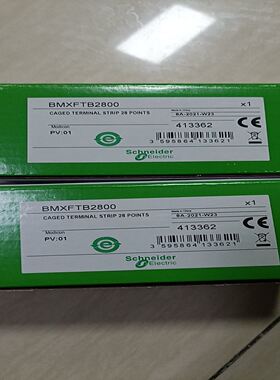 BMXFTB2800 x1
CAGED TERMINAL STRIP 28 POINTS
8A-2021-W23
Modicon
PV:01
413362
CE
3 595864 133621
Schneider
Electric
BMXFTB2800 x1
CAGED TERMINAL STRIP 28 POINTS
8A-2021-W23
Modicon
PV:01
413362
CE
3 595864 133621
Schneider
Electric